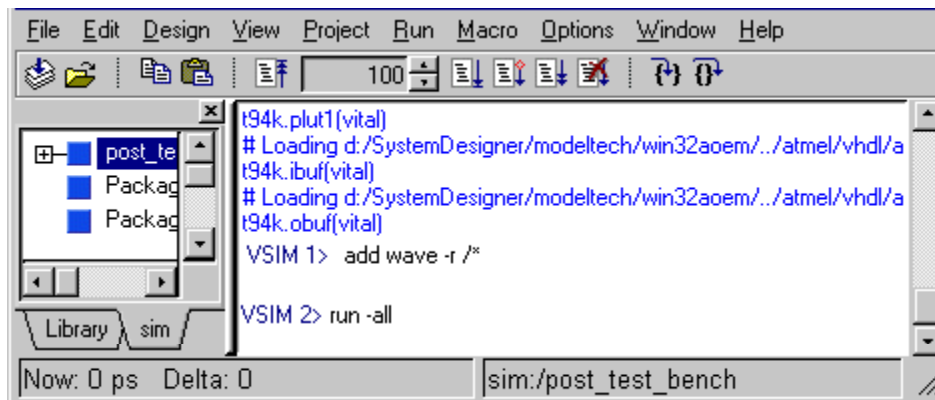 File Edit Design View Project Run Macro Options Window Help
100
post_te
Packag
Packag
Library sim
t94k.plut1(vital)
# Loading d:/SystemDesigner/modeltech/win32aoem/../atmel/vhdl/a
t94k.ibuf(vital)
# Loading d:/SystemDesigner/modeltech/win32aoem/../atmel/vhdl/a
t94k.obuf(vital)
VSIM 1> add wave -r /*
VSIM 2> run -all
Now: 0 ps Delta: 0 sim:/post_test_bench